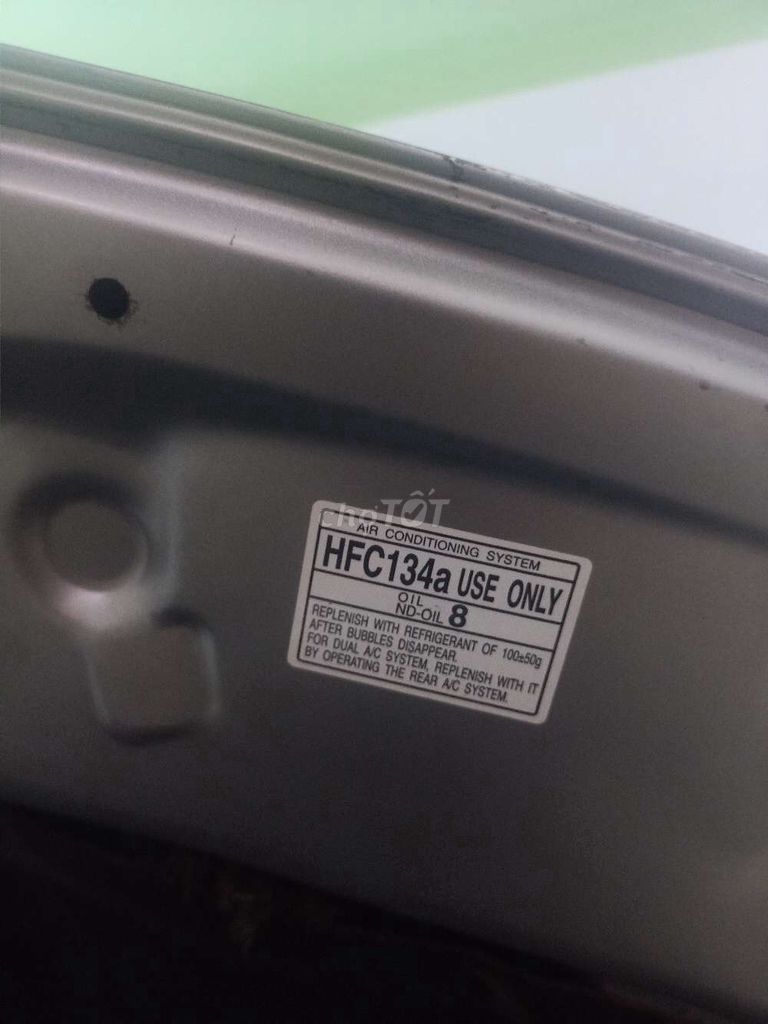 chợTỐT
AIR CONDITIONING SYSTEM
HFC134a USE ONLY
OIL
ND-OIL 8
REPLENISH WITH REFRIGERANT OF 100±50g
AFTER BUBBLES DISAPPEAR.
FOR DUAL A/C SYSTEM, REPLENISH WITH IT
BY OPERATING THE REAR A/C SYSTEM.